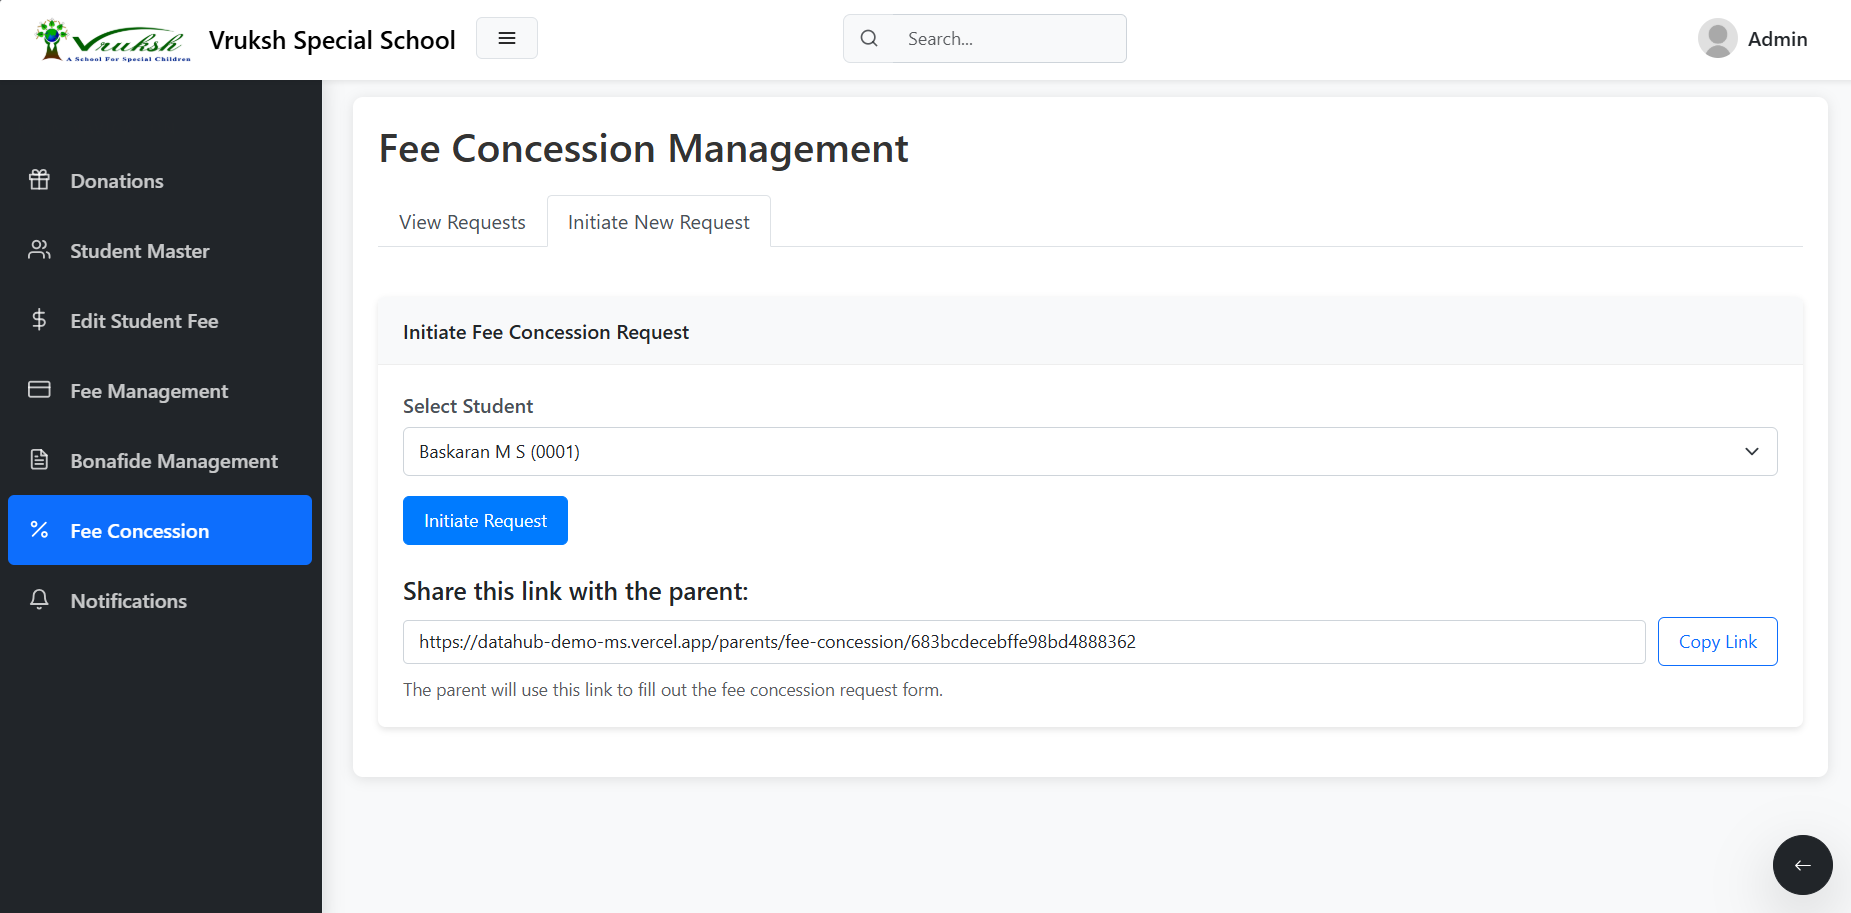 Vruksh
A School For Special Children
Vruksh Special School
Search...
Admin
Donations
Student Master
Edit Student Fee
Fee Management
Bonafide Management
Fee Concession
Notifications
Fee Concession Management
View Requests
Initiate New Request
Initiate Fee Concession Request
Select Student
Baskaran M S (0001)
Initiate Request
Share this link with the parent:
https://datahub-demo-ms.vercel.app/parents/fee-concession/683bcdecebffe98bd4888362
Copy Link
The parent will use this link to fill out the fee concession request form.